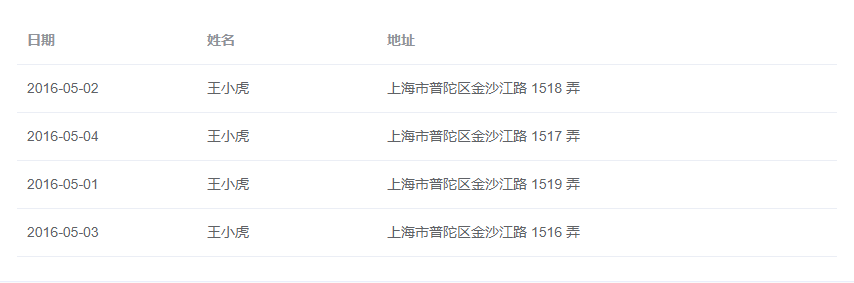 日期 姓名 地址
2016-05-02 王小虎 上海市普陀区金沙江路 1518 弄
2016-05-04 王小虎 上海市普陀区金沙江路 1517 弄
2016-05-01 王小虎 上海市普陀区金沙江路 1519 弄
2016-05-03 王小虎 上海市普陀区金沙江路 1516 弄